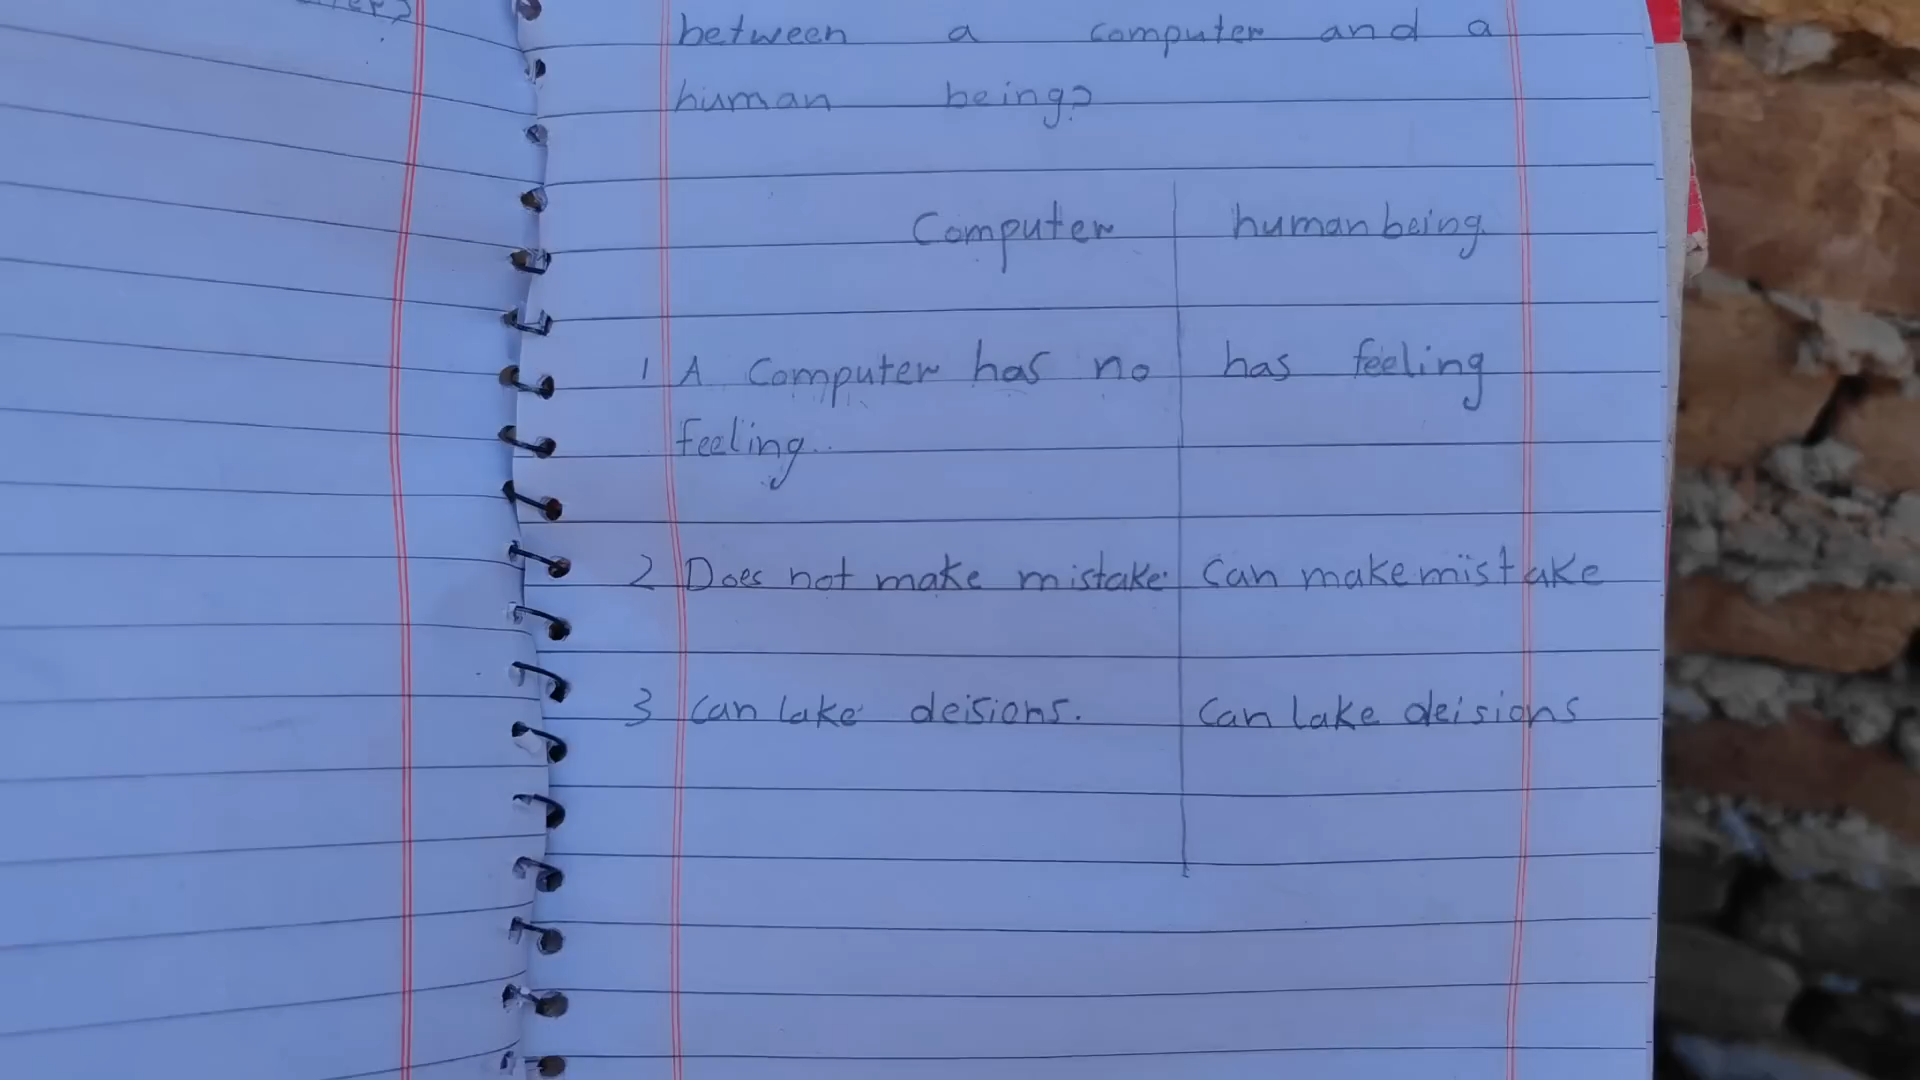 between a computer and a
human being?
Computer human being
1 A Computer has no has feeling
feeling.
2 Does not make mistake Can make mistake
3 Can lake deisions. Can lake deisions